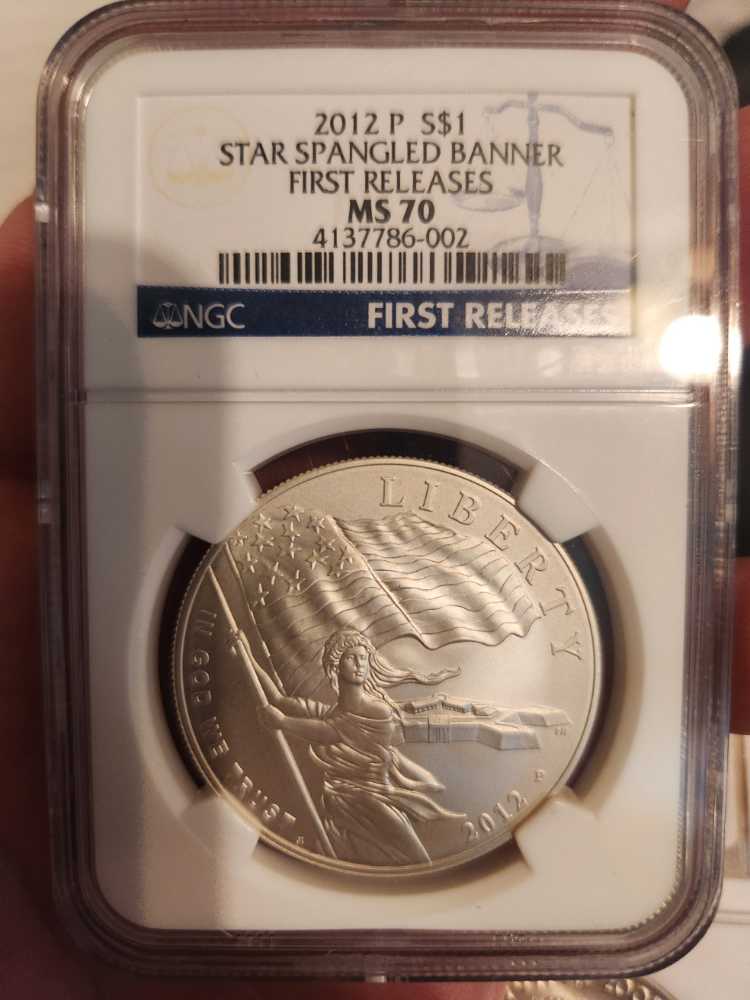 2012 P S$1
STAR SPANGLED BANNER
FIRST RELEASES
MS 70
4137786-002
NGC FIRST RELEASES
LIBERTY
IN GOD WE TRUST
2012
P